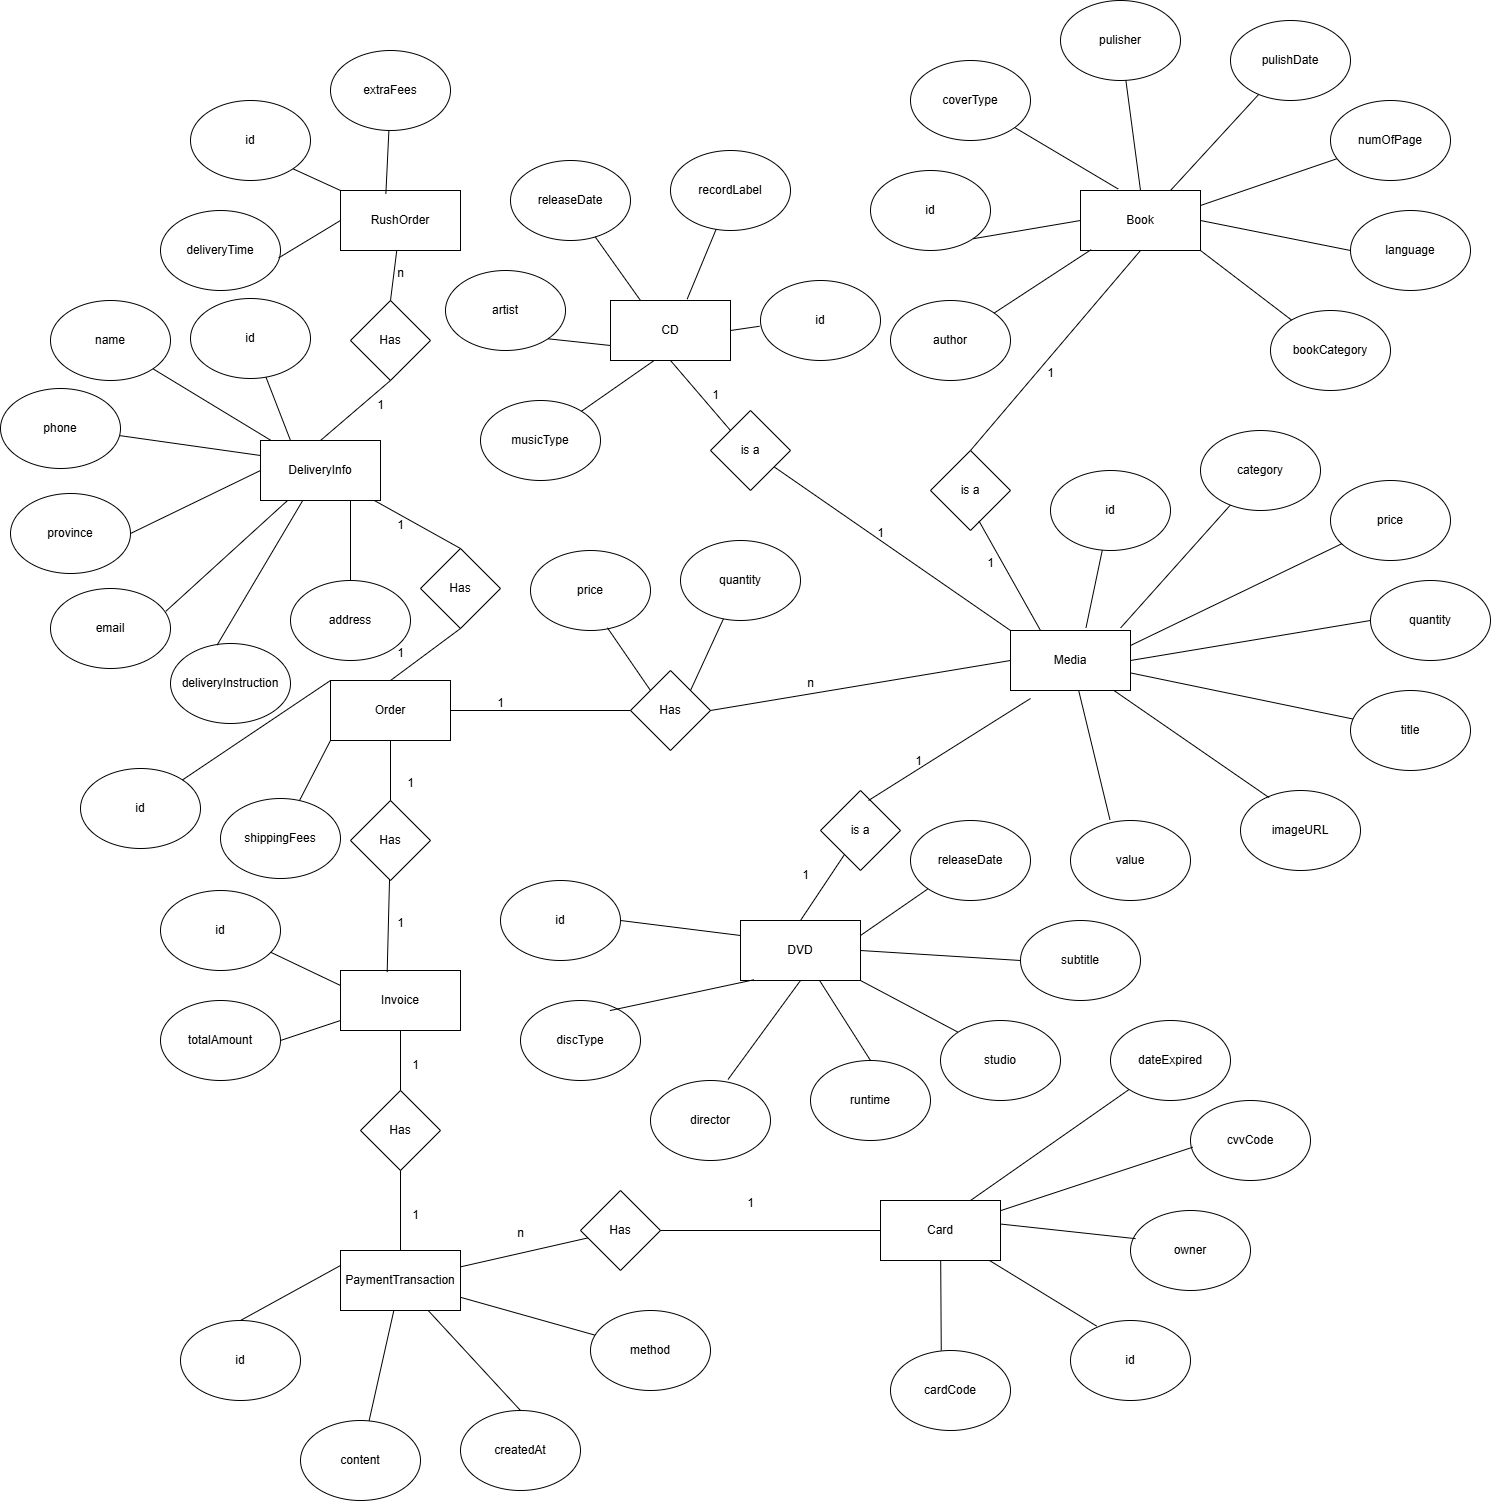 pulisher
pulishDate
extraFees
coverType
id
numOfPage
recordLabel
releaseDate
id
RushOrder
Book
deliveryTime
language
n
artist
id
CD
name
id
Has
author
bookCategory
1
1
1
phone
musicType
is a
DeliveryInfo
category
is a
id
price
1
province
1
1
price
quantity
Has
quantity
address
email
1
Media
deliveryInstruction
n
1
Order
Has
title
1
1
id
shippingFees
Has
is a
imageURL
value
releaseDate
1
id
1
id
DVD
subtitle
Invoice
totalAmount
discType
studio
dateExpired
1
runtime
director
Has
cvvCode
1
1
n
Has
Card
owner
PaymentTransaction
method
id
id
cardCode
createdAt
content